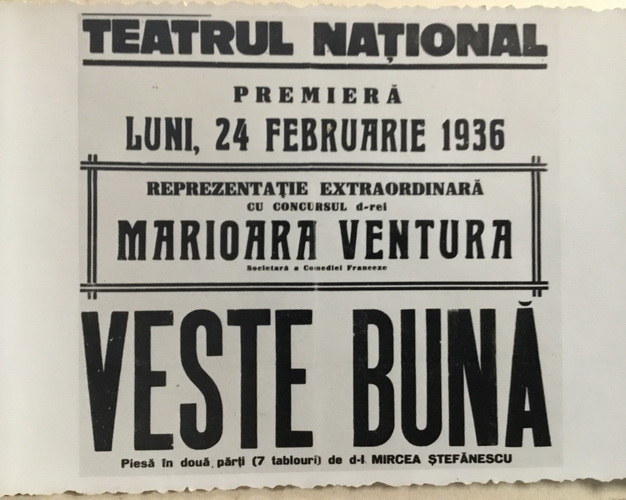 TEATRUL NAȚIONAL
PREMIERĂ
LUNI, 24 FEBRUARIE 1936
REPREZENTAȚIE EXTRAORDINARĂ
CU CONCURSUL d-rei
MARIOARA VENTURA
Societară a Comediei Franceze
VESTE BUNĂ
Piesă în două părți (7 tablouri) de d-l MIRCEA ȘTEFĂNESCU